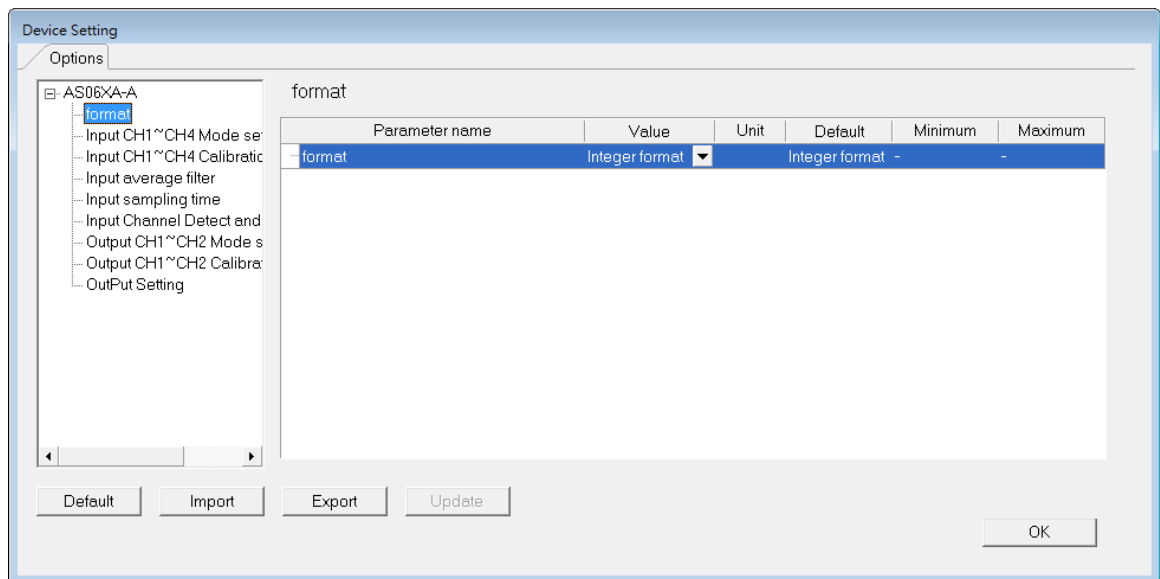 Device Setting
Options
AS06XA-A
format
Input CH1~CH4 Mode se
Input CH1~CH4 Calibratic
Input average filter
Input sampling time
Input Channel Detect and
Output CH1~CH2 Mode s
Output CH1~CH2 Calibra
OutPut Setting
format
Parameter name Value Unit Default Minimum Maximum
format Integer format Integer format - -
Default Import Export Update
OK